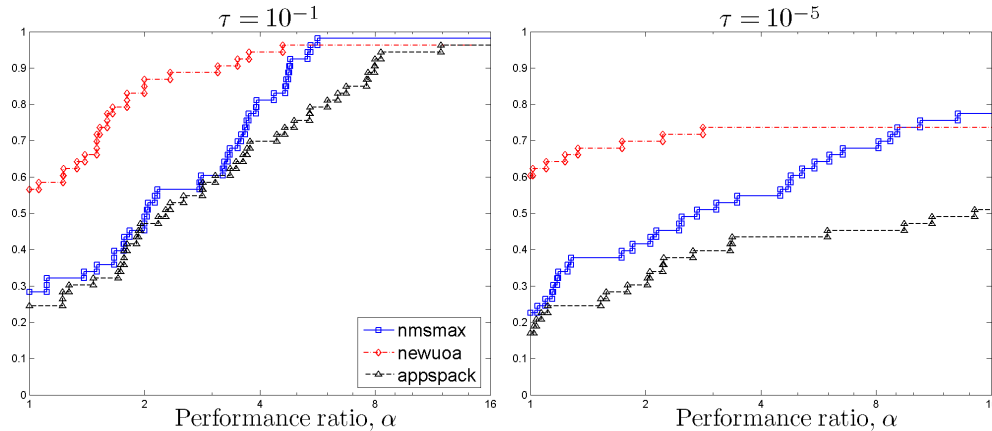 τ = 10⁻¹
1
0.9
0.8
0.7
0.6
0.5
0.4
0.3
0.2
0.1
0
1 2 4 8 16
nmsmax
newuoa
appspack
Performance ratio, α
τ = 10⁻⁵
1
0.9
0.8
0.7
0.6
0.5
0.4
0.3
0.2
0.1
0
1 2 4 8 1
Performance ratio, α